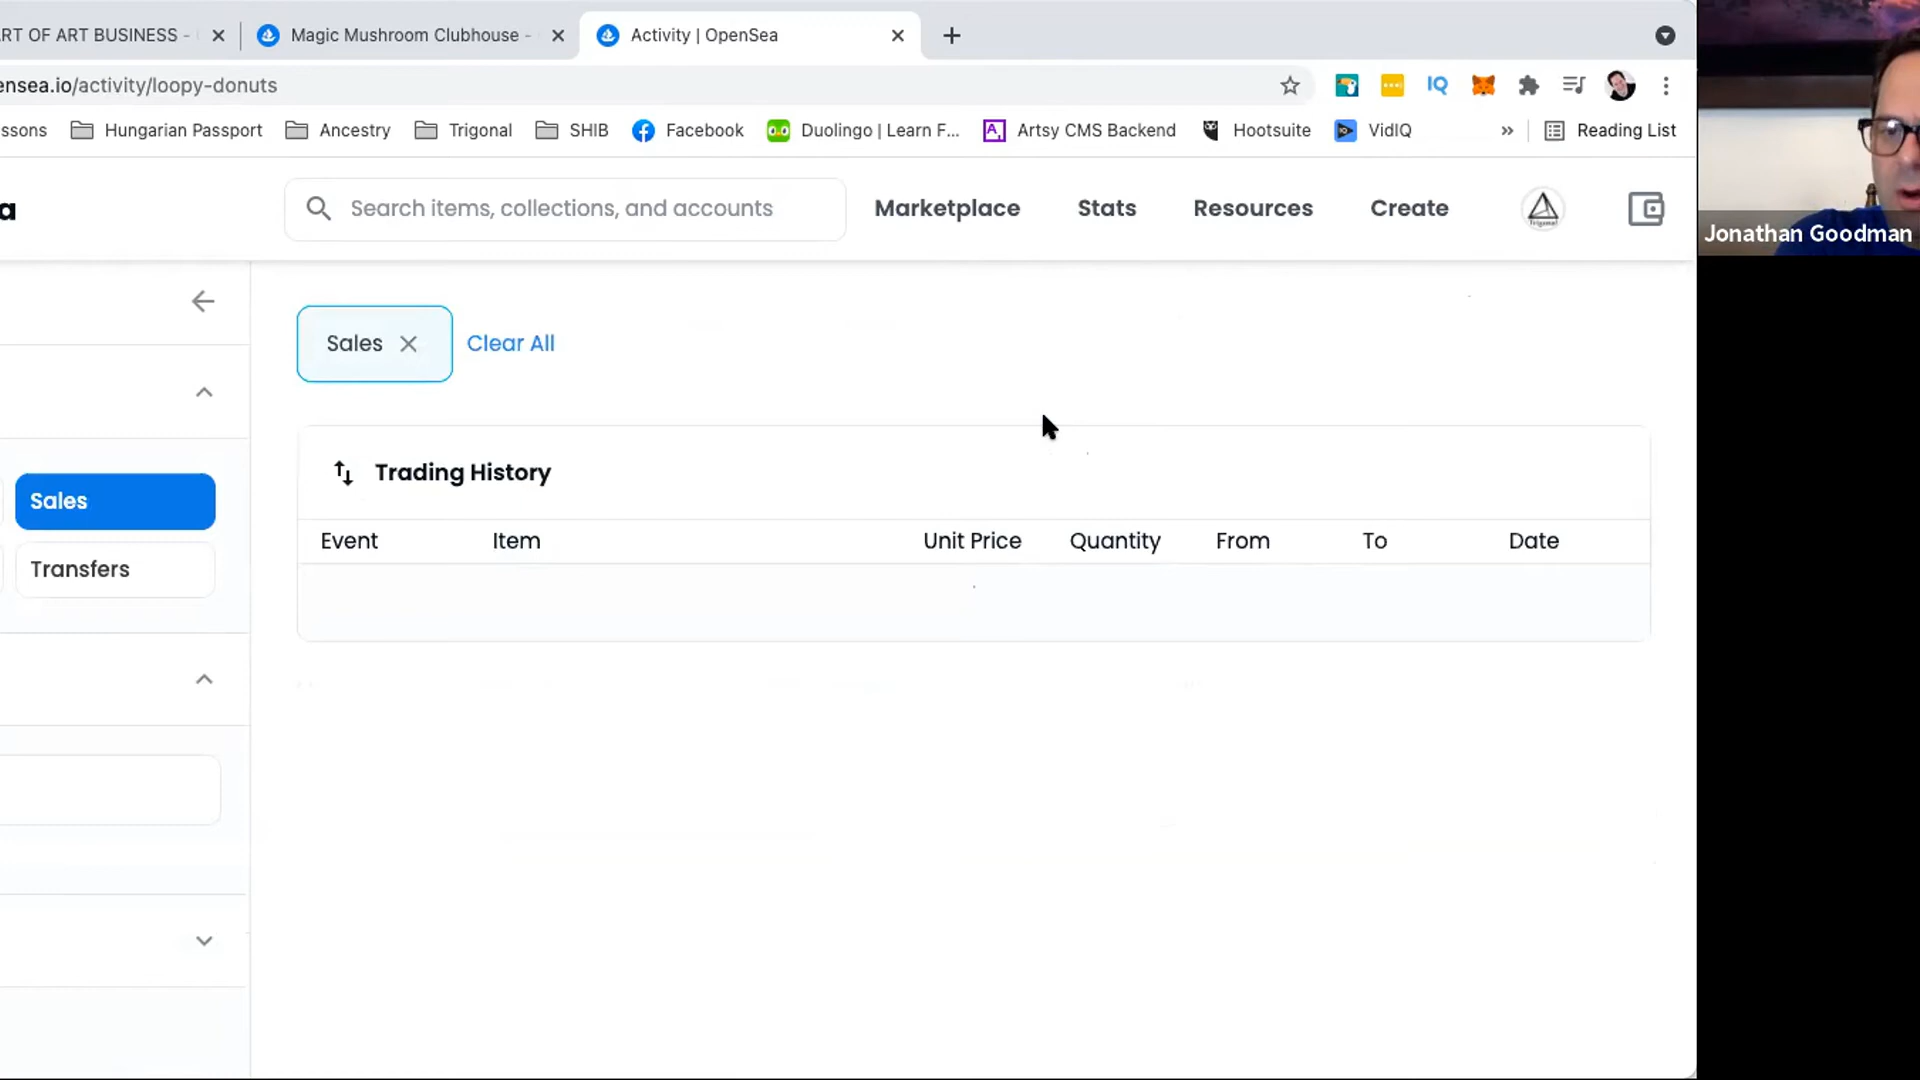 RT OF ART BUSINESS -
Magic Mushroom Clubhouse -
Activity | OpenSea
ensea.io/activity/loopy-donuts
IQ
ssons
Hungarian Passport
Ancestry
Trigonal
SHIB
Facebook
Duolingo | Learn F...
A,
Artsy CMS Backend
Hootsuite
VidIQ
»
Reading List
a
Search items, collections, and accounts
Marketplace
Stats
Resources
Create
Trigonal
Jonathan Goodman
Sales
Clear All
Sales
Transfers
Trading History
Event
Item
Unit Price
Quantity
From
To
Date